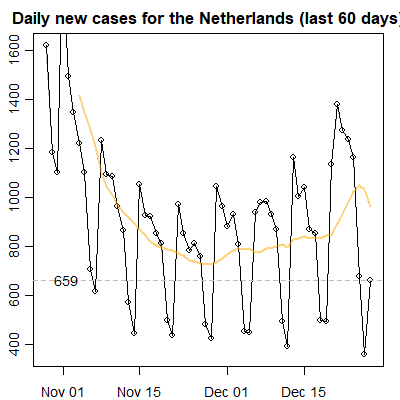 Daily new cases for the Netherlands (last 60 days)
1600
1400
1200
1000
800
600
400
659
Nov 01
Nov 15
Dec 01
Dec 15